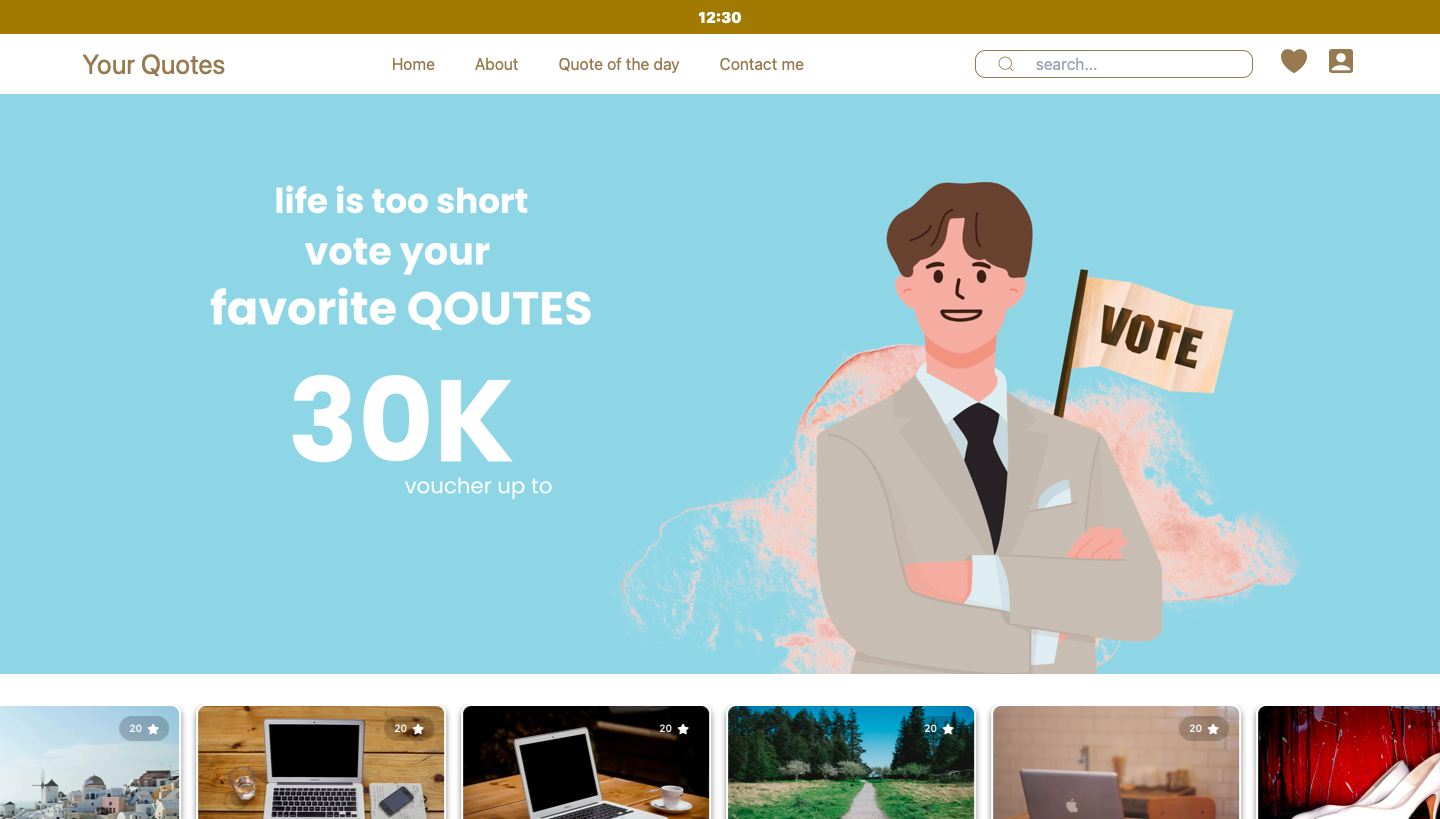 12:30
Your Quotes
Home
About
Quote of the day
Contact me
search...
life is too short
vote your
favorite QOUTES
30K
voucher up to
VOTE
20
20
20
20
20